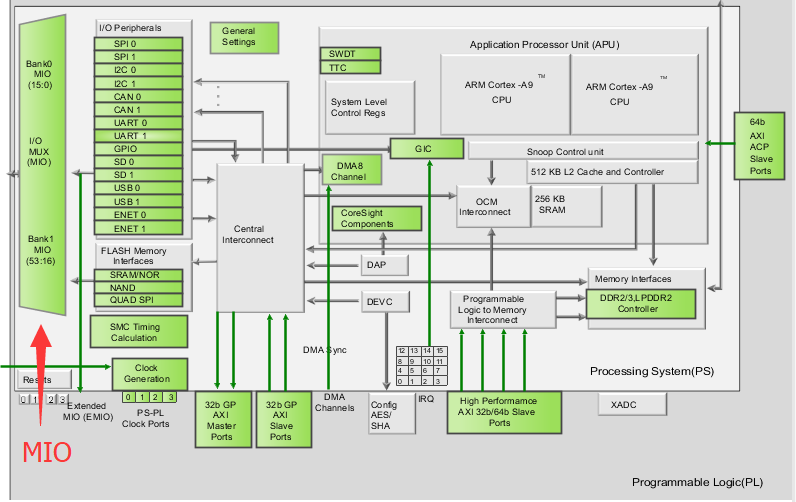 I/O Peripherals
SPI 0
SPI 1
I2C 0
I2C 1
CAN 0
CAN 1
UART 0
UART 1
GPIO
SD 0
SD 1
USB 0
USB 1
ENET 0
ENET 1
FLASH Memory
Interfaces
SRAM/NOR
NAND
QUAD SPI
SMC Timing
Calculation
Clock
Generation
0 1 2 3
PS-PL
Clock Ports
Bank0
MIO
(15:0)
I/O
MUX
(MIO)
Bank1
MIO
(53:16)
Resets
0 1 2 3
Extended
MIO (EMIO)
MIO
General
Settings
Application Processor Unit (APU)
SWDT
TTC
System Level
Control Regs
ARM Cortex -A9
TM
CPU
ARM Cortex -A9
TM
CPU
GIC
Snoop Control unit
512 KB L2 Cache and Controller
DMA8
Channel
OCM
Interconnect
256 KB
SRAM
CoreSight
Components
Central
Interconnect
DAP
DEVC
Programmable
Logic to Memory
Interconnect
Memory Interfaces
DDR2/3,LPDDR2
Controller
64b
AXI
ACP
Slave
Ports
DMA Sync
12 13 14 15
8 9 10 11
4 5 6 7
0 1 2 3
Processing System(PS)
32b GP
AXI
Master
Ports
32b GP
AXI
Slave
Ports
DMA
Channels
Config
AES/
SHA
IRQ
High Performance
AXI 32b/64b Slave
Ports
XADC
Programmable Logic(PL)